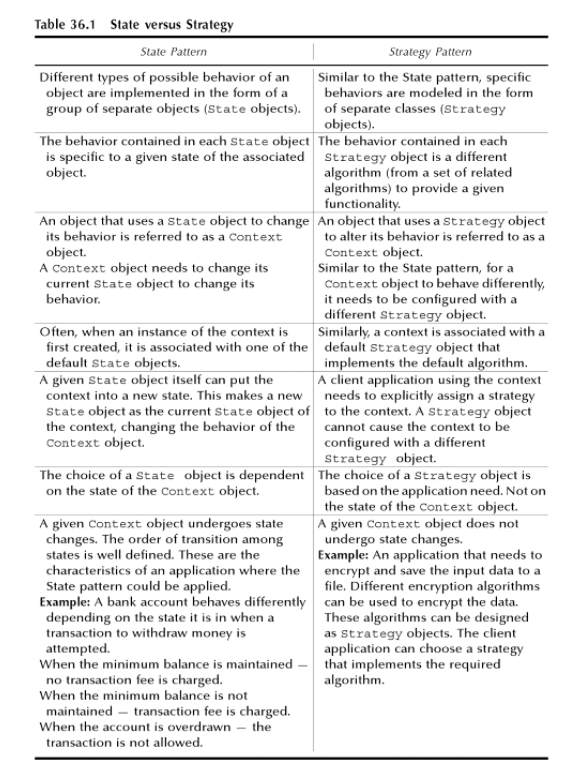 Table 36.1 State versus Strategy
State Pattern
Strategy Pattern
Different types of possible behavior of an
object are implemented in the form of a
group of separate objects (State objects).
Similar to the State pattern, specific
behaviors are modeled in the form
of separate classes (Strategy
objects).
The behavior contained in each State object
is specific to a given state of the associated
object.
The behavior contained in each
Strategy object is a different
algorithm (from a set of related
algorithms) to provide a given
functionality.
An object that uses a State object to change
its behavior is referred to as a Context
object.
A Context object needs to change its
current State object to change its
behavior.
An object that uses a Strategy object
to alter its behavior is referred to as a
Context object.
Similar to the State pattern, for a
Context object to behave differently,
it needs to be configured with a
different Strategy object.
Often, when an instance of the context is
first created, it is associated with one of the
default State objects.
Similarly, a context is associated with a
default Strategy object that
implements the default algorithm.
A given State object itself can put the
context into a new state. This makes a new
State object as the current State object of
the context, changing the behavior of the
Context object.
A client application using the context
needs to explicitly assign a strategy
to the context. A Strategy object
cannot cause the context to be
configured with a different
Strategy object.
The choice of a State object is dependent
on the state of the Context object.
The choice of a Strategy object is
based on the application need. Not on
the state of the Context object.
A given Context object undergoes state
changes. The order of transition among
states is well defined. These are the
characteristics of an application where the
State pattern could be applied.
Example: A bank account behaves differently
depending on the state it is in when a
transaction to withdraw money is
attempted.
When the minimum balance is maintained —
no transaction fee is charged.
When the minimum balance is not
maintained — transaction fee is charged.
When the account is overdrawn — the
transaction is not allowed.
A given Context object does not
undergo state changes.
Example: An application that needs to
encrypt and save the input data to a
file. Different encryption algorithms
can be used to encrypt the data.
These algorithms can be designed
as Strategy objects. The client
application can choose a strategy
that implements the required
algorithm.